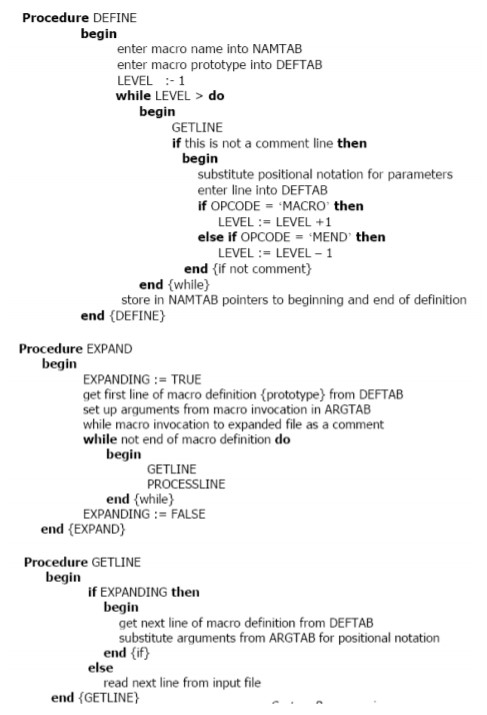 Procedure DEFINE
begin
enter macro name into NAMTAB
enter macro prototype into DEFTAB
LEVEL :- 1
while LEVEL > do
begin
GETLINE
if this is not a comment line then
begin
substitute positional notation for parameters
enter line into DEFTAB
if OPCODE = 'MACRO' then
LEVEL := LEVEL +1
else if OPCODE = 'MEND' then
LEVEL := LEVEL – 1
end {if not comment}
end {while}
store in NAMTAB pointers to beginning and end of definition
end {DEFINE}
Procedure EXPAND
begin
EXPANDING := TRUE
get first line of macro definition {prototype} from DEFTAB
set up arguments from macro invocation in ARGTAB
while macro invocation to expanded file as a comment
while not end of macro definition do
begin
GETLINE
PROCESSLINE
end {while}
EXPANDING := FALSE
end {EXPAND}
Procedure GETLINE
begin
if EXPANDING then
begin
get next line of macro definition from DEFTAB
substitute arguments from ARGTAB for positional notation
end {if}
else
read next line from input file
end {GETLINE}